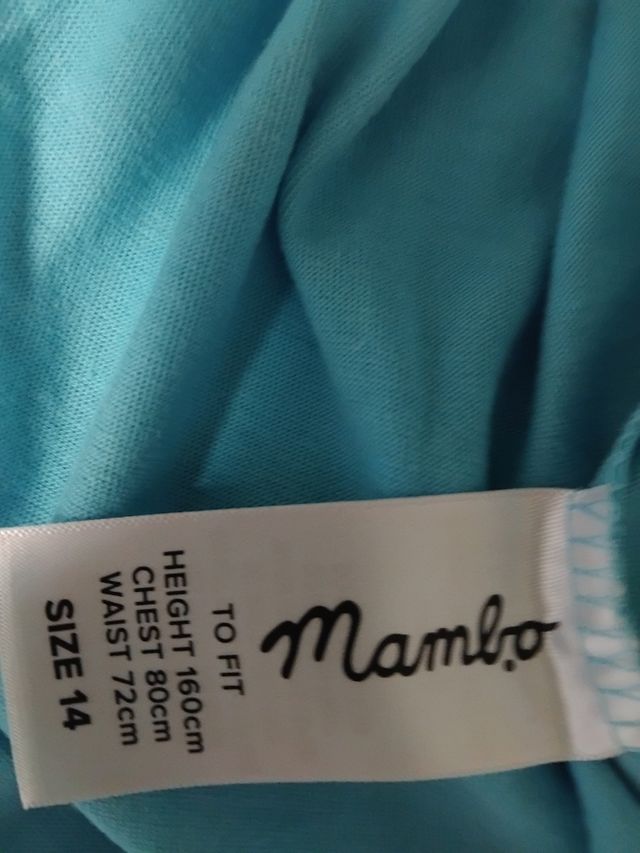 Mambo
TO FIT
HEIGHT 160cm
CHEST 80cm
WAIST 72cm
SIZE 14